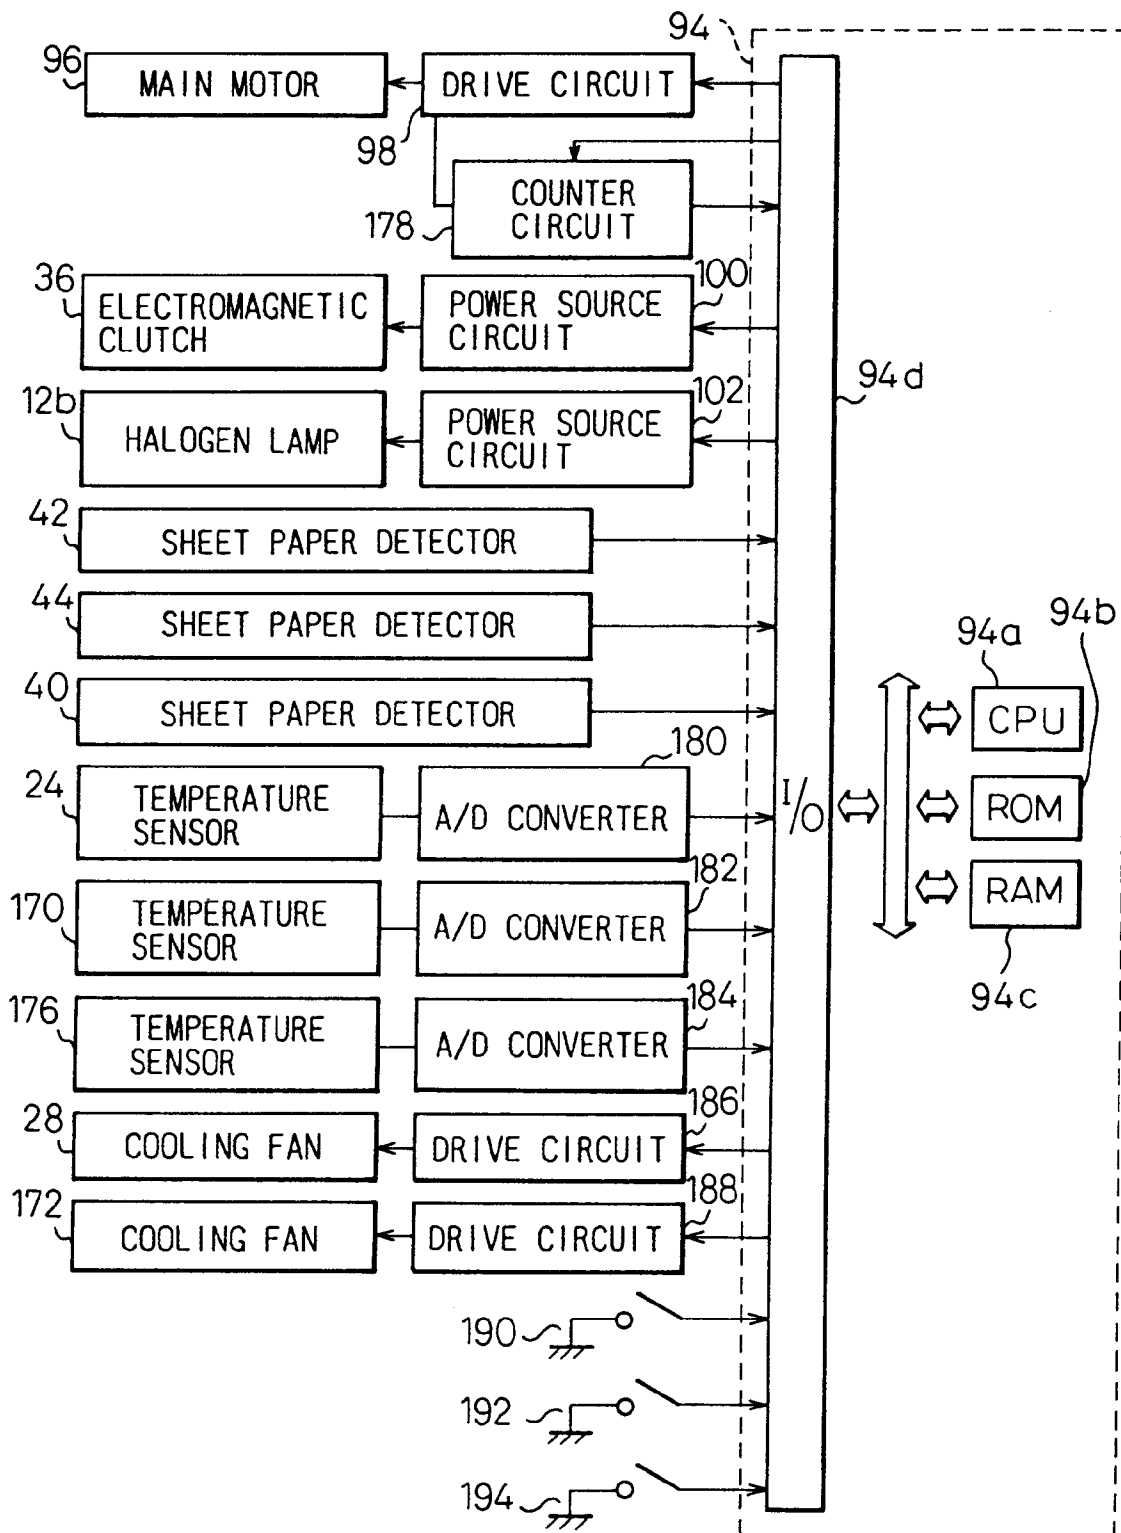 94
96
MAIN MOTOR
DRIVE CIRCUIT
98
COUNTER
CIRCUIT
178
36
ELECTROMAGNETIC
CLUTCH
POWER SOURCE
CIRCUIT
100
94d
12b
HALOGEN LAMP
POWER SOURCE
CIRCUIT
102
42
SHEET PAPER DETECTOR
44
SHEET PAPER DETECTOR
40
SHEET PAPER DETECTOR
94a
94b
CPU
24
TEMPERATURE
SENSOR
A/D CONVERTER
180
I/O
ROM
170
TEMPERATURE
SENSOR
A/D CONVERTER
182
RAM
94c
176
TEMPERATURE
SENSOR
A/D CONVERTER
184
28
COOLING FAN
DRIVE CIRCUIT
186
172
COOLING FAN
DRIVE CIRCUIT
188
190
192
194